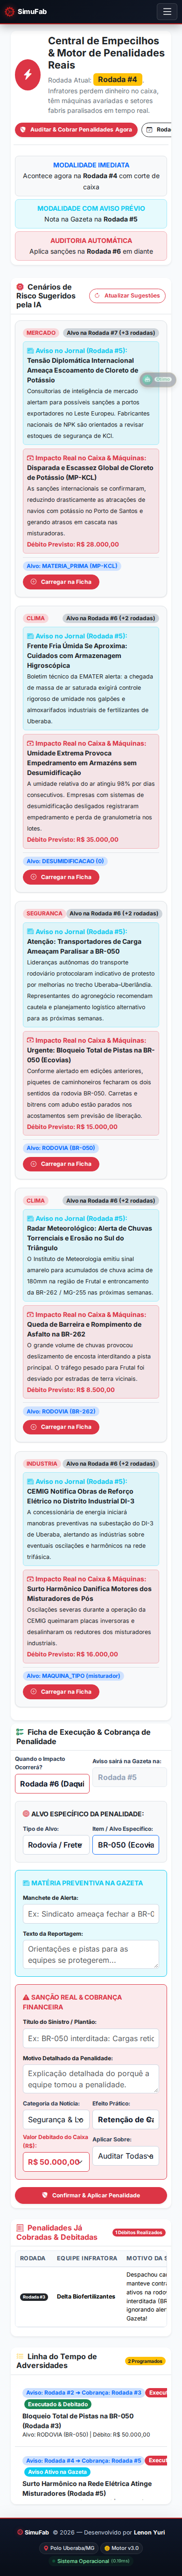 SimuFab
Central de Empecilhos & Motor de Penalidades Reais
Rodada Atual: Rodada #4.
Infratores perdem dinheiro no caixa, têm máquinas avariadas e setores fabris paralisados em tempo real.
Auditar & Cobrar Penalidades Agora
MODALIDADE IMEDIATA
Acontece agora na Rodada #4 com corte de caixa
MODALIDADE COM AVISO PRÉVIO
Nota na Gazeta na Rodada #5
AUDITORIA AUTOMÁTICA
Aplica sanções na Rodada #6 em diante
Cenários de Risco Sugeridos pela IA
Atualizar Sugestões
MERCADO
Alvo na Rodada #7 (+3 rodadas)
Aviso no Jornal (Rodada #5):
Tensão Diplomática Internacional Ameaça Escoamento de Cloreto de Potássio
Consultorias de inteligência de mercado alertam para possíveis sanções a portos exportadores no Leste Europeu. Fabricantes nacionais de NPK são orientados a revisar estoques de segurança de KCl.
Impacto Real no Caixa & Máquinas:
Disparada e Escassez Global de Cloreto de Potássio (MP-KCL)
As sanções internacionais se confirmaram, reduzindo drasticamente as atracações de navios com potássio no Porto de Santos e encarecendo a compra da rocha nas misturadoras.
Débito Previsto: R$ 28.000,00
Alvo: MATERIA_PRIMA (MP-KCL)
Carregar na Ficha
CLIMA
Alvo na Rodada #6 (+2 rodadas)
Aviso no Jornal (Rodada #5):
Frente Fria Úmida Se Aproxima: Cuidados com Armazenagem Higroscópica
Boletim técnico da EMATER alerta: a chegada de massa de ar saturada exigirá controle rigoroso de umidade nos galpões e almoxarifados industriais de fertilizantes de Uberaba.
Impacto Real no Caixa & Máquinas:
Umidade Extrema Provoca Empedramento em Armazéns sem Desumidificação
A umidade relativa do ar atingiu 98% por dias consecutivos. Empresas com sistemas de desumidificação desligados registraram empedramento e perda de granulometria nos lotes.
Débito Previsto: R$ 35.000,00
Alvo: DESUMIDIFICACAO (0)
Carregar na Ficha
SEGURANCA
Alvo na Rodada #6 (+2 rodadas)
Aviso no Jornal (Rodada #5):
Atenção: Transportadores de Carga Ameaçam Paralisar a BR-050
Lideranças autônomas do transporte rodoviário protocolaram indicativo de protesto por melhorias no trecho Uberaba-Uberlândia. Representantes do agronegócio recomendam cautela e planejamento logístico alternativo para as próximas semanas.
Impacto Real no Caixa & Máquinas:
Urgente: Bloqueio Total de Pistas na BR-050 (Ecovias)
Conforme alertado em edições anteriores, piquetes de caminhoneiros fecharam os dois sentidos da rodovia BR-050. Carretas e bitrens com adubo estão parados nos acostamentos sem previsão de liberação.
Débito Previsto: R$ 15.000,00
Alvo: RODOVIA (BR-050)
Carregar na Ficha
CLIMA
Alvo na Rodada #6 (+2 rodadas)
Aviso no Jornal (Rodada #5):
Radar Meteorológico: Alerta de Chuvas Torrenciais e Erosão no Sul do Triângulo
O Instituto de Meteorologia emitiu sinal amarelo para acumulados de chuva acima de 180mm na região de Frutal e entroncamento da BR-262 / MG-255 nas próximas semanas.
Impacto Real no Caixa & Máquinas:
Queda de Barreira e Rompimento de Asfalto na BR-262
O grande volume de chuvas provocou deslizamento de encosta interditando a pista principal. O tráfego pesado para Frutal foi desviado por estradas de terra vicinais.
Débito Previsto: R$ 8.500,00
Alvo: RODOVIA (BR-262)
Carregar na Ficha
INDUSTRIA
Alvo na Rodada #6 (+2 rodadas)
Aviso no Jornal (Rodada #5):
CEMIG Notifica Obras de Reforço Elétrico no Distrito Industrial DI-3
A concessionária de energia iniciará manobras preventivas na subestação do DI-3 de Uberaba, alertando as indústrias sobre eventuais oscilações e harmônicos na rede trifásica.
Impacto Real no Caixa & Máquinas:
Surto Harmônico Danifica Motores dos Misturadores de Pós
Oscilações severas durante a operação da CEMIG queimaram placas inversoras e desalinharam os redutores dos misturadores industriais.
Débito Previsto: R$ 16.000,00
Alvo: MAQUINA_TIPO (misturador)
Carregar na Ficha
Ficha de Execução & Cobrança de Penalidade
Quando o Impacto Ocorrerá?
Rodada #6 (Daqui
Aviso sairá na Gazeta na:
Rodada #5
ALVO ESPECÍFICO DA PENALIDADE:
Tipo de Alvo:
Rodovia / Frete
Item / Alvo Específico:
BR-050 (Ecovia
MATÉRIA PREVENTIVA NA GAZETA
Manchete de Alerta:
Ex: Sindicato ameaça fechar a BR-0
Texto da Reportagem:
Orientações e pistas para as equipes se protegerem...
SANÇÃO REAL & COBRANÇA FINANCEIRA
Título do Sinistro / Plantão:
Ex: BR-050 interditada: Cargas retid
Motivo Detalhado da Penalidade:
Explicação detalhada do porquê a equipe tomou a penalidade.
Categoria da Notícia:
Segurança & Lo
Efeito Prático:
Retenção de Ca
Valor Debitado do Caixa (R$):
R$ 50.000,00
Aplicar Sobre:
Auditar Todas a
Confirmar & Aplicar Penalidade
Penalidades Já Cobradas & Debitadas
1 Débitos Realizados
RODADA
EQUIPE INFRATORA
MOTIVO DA S
Rodada #3
Delta Biofertilizantes
Despachou ca
manteve contr
ativos na rodov
interditada (BR
ignorando aler
Gazeta!
Linha do Tempo de Adversidades
2 Programados
Aviso: Rodada #2 ➔ Cobrança: Rodada #3
Executado & Debitado
Bloqueio Total de Pistas na BR-050 (Rodada #3)
Alvo: RODOVIA (BR-050) | Débito: R$ 50.000,00
Aviso: Rodada #4 ➔ Cobrança: Rodada #5
Aviso Ativo na Gazeta
Surto Harmônico na Rede Elétrica Atinge Misturadores (Rodada #5)
SimuFab © 2026 — Desenvolvido por Lenon Yuri
Polo Uberaba/MG
Motor v3.0
Sistema Operacional